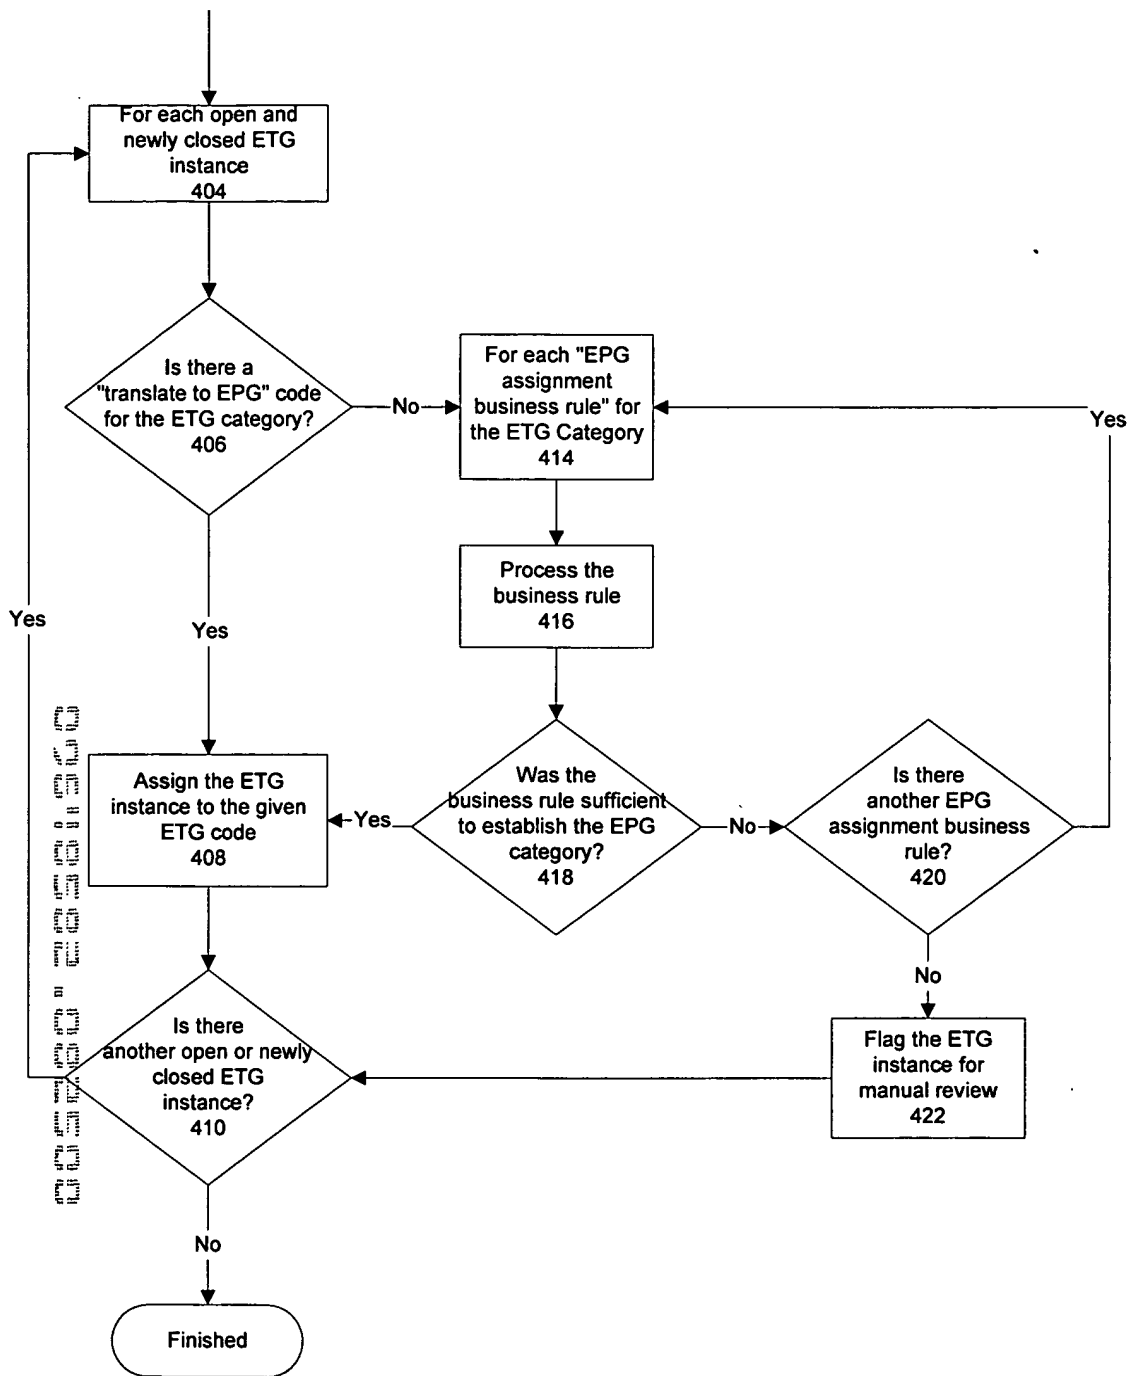 For each open and
newly closed ETG
instance
404
Is there a
"translate to EPG" code
for the ETG category?
406
No
For each "EPG
assignment
business rule" for
the ETG Category
414
Yes
Process the
business rule
416
Yes
Yes
Assign the ETG
instance to the given
ETG code
408
Yes
Was the
business rule sufficient
to establish the EPG
category?
418
No
Is there
another EPG
assignment business
rule?
420
No
Flag the ETG
instance for
manual review
422
Is there
another open or newly
closed ETG
instance?
410
No
Finished